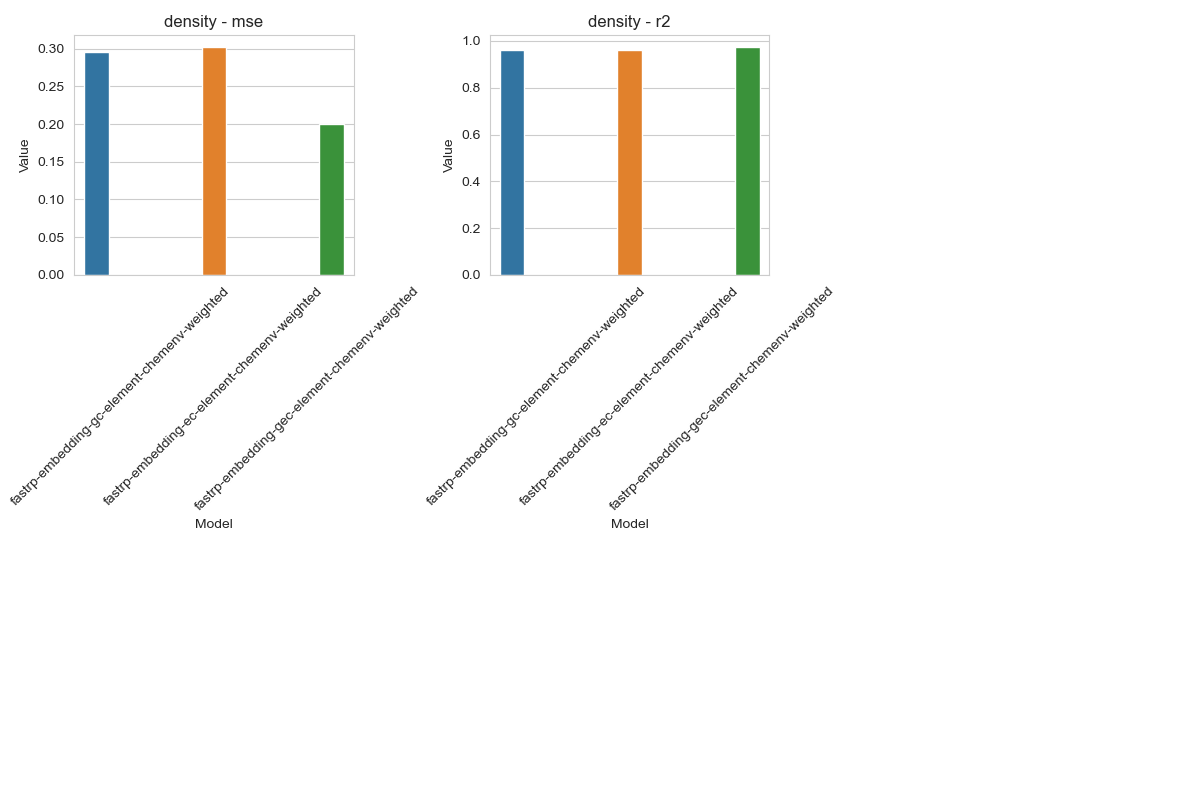 density - mse
Value
0.30
0.25
0.20
0.15
0.10
0.05
0.00
fastrp-embedding-gc-element-chemenv-weighted
fastrp-embedding-ec-element-chemenv-weighted
fastrp-embedding-gec-element-chemenv-weighted
Model
density - r2
Value
1.0
0.8
0.6
0.4
0.2
0.0
fastrp-embedding-gc-element-chemenv-weighted
fastrp-embedding-ec-element-chemenv-weighted
fastrp-embedding-gec-element-chemenv-weighted
Model